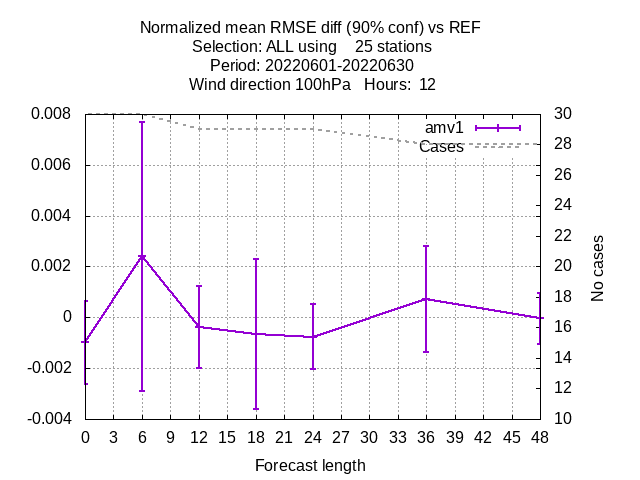 Normalized mean RMSE diff (90% conf) vs REF
Selection: ALL using    25 stations
Period: 20220601-20220630
Wind direction 100hPa   Hours:  12
0.008
0.006
0.004
0.002
0
-0.002
-0.004
amv1
Cases
30
28
26
24
22
20
18
16
14
12
10
No cases
0 3 6 9 12 15 18 21 24 27 30 33 36 39 42 45 48
Forecast length